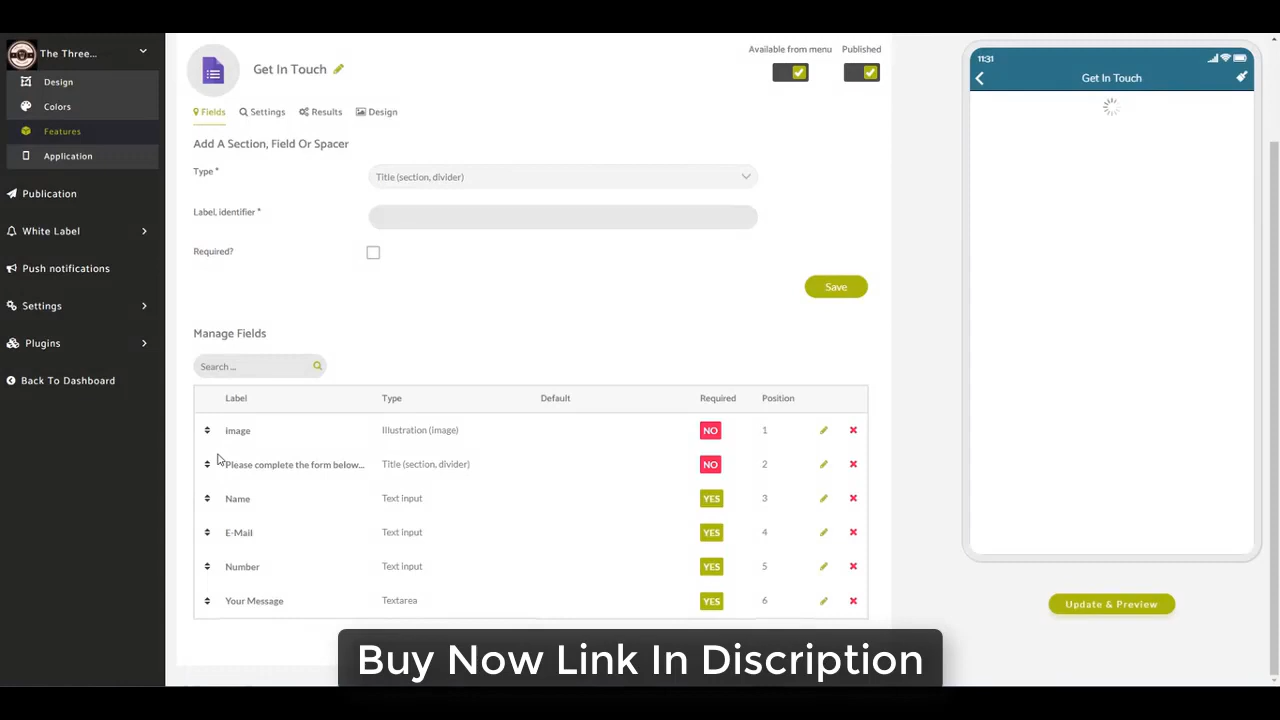 The Three...
Design
Colors
Features
Application
Publication
White Label
Push notifications
Settings
Plugins
Back To Dashboard
Get In Touch
Available from menu
Published
Fields
Settings
Results
Design
Add A Section, Field Or Spacer
Type *
Title (section, divider)
Label, identifier *
Required?
Save
Manage Fields
Search ...
Label Type Default Required Position
image Illustration (image) NO 1
Please complete the form below... Title (section, divider) NO 2
Name Text input YES 3
E-Mail Text input YES 4
Number Text input YES 5
Your Message Textarea YES 6
11:31
Get In Touch
Update & Preview
Buy Now Link In Discription